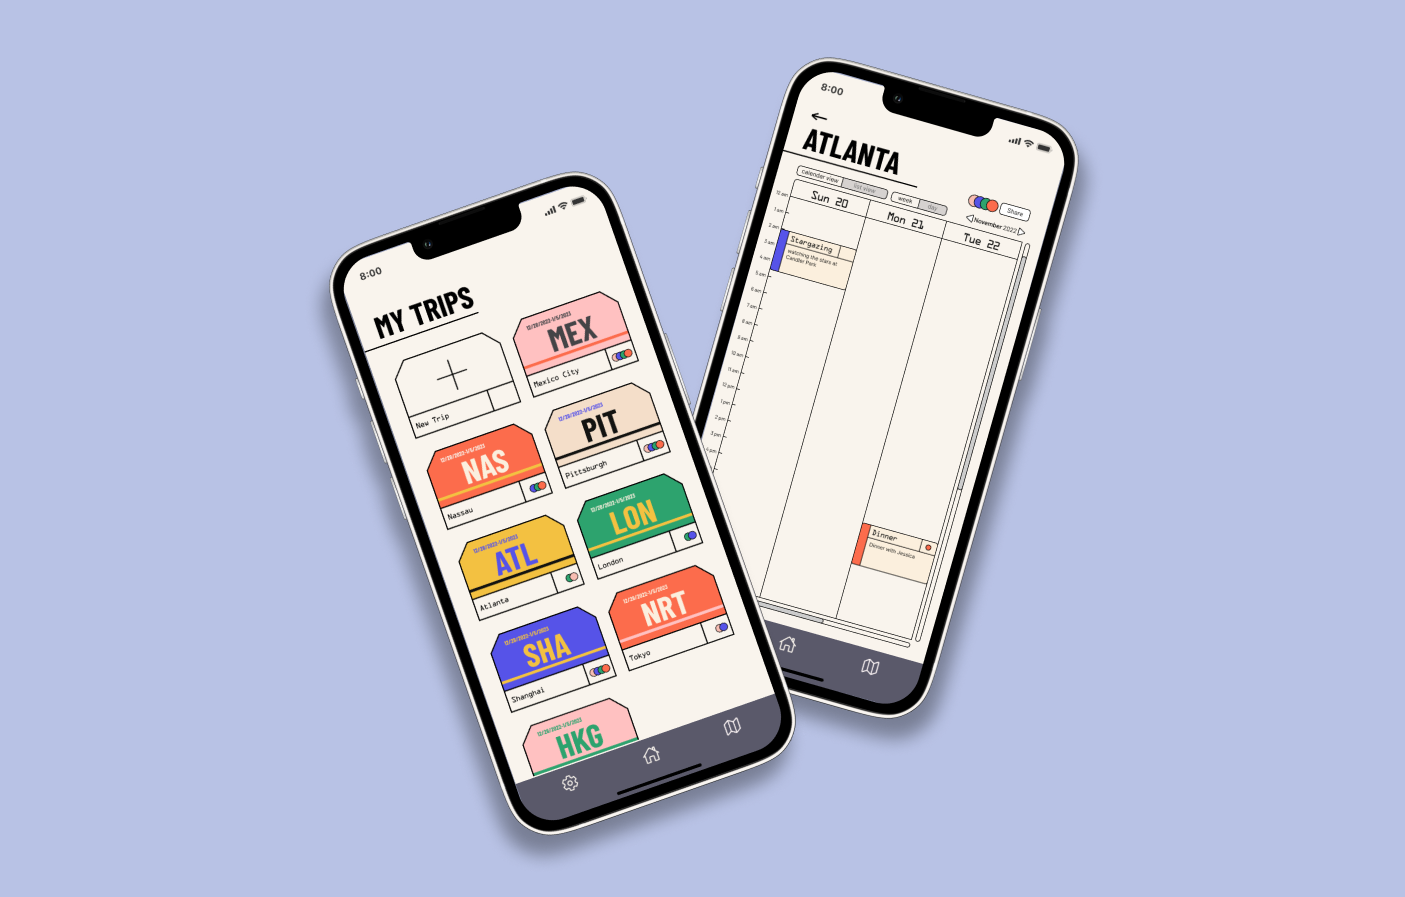 8:00
MY TRIPS
New Trip
12/28/2022-1/5/2023
MEX
Mexico City
12/28/2022-1/5/2023
NAS
Nassau
12/28/2022-1/5/2023
PIT
Pittsburgh
12/28/2022-1/5/2023
ATL
Atlanta
12/28/2022-1/5/2023
LON
London
12/28/2022-1/5/2023
SHA
Shanghai
12/28/2022-1/5/2023
NRT
Tokyo
12/28/2022-1/5/2023
HKG
8:00
ATLANTA
calendar view
list view
week
day
Share
November 2022
Sun 20
Mon 21
Tue 22
12 am
1 am
2 am
3 am
4 am
5 am
6 am
7 am
8 am
9 am
10 am
11 am
12 pm
1 pm
2 pm
3 pm
4 pm
Stargazing
watching the stars at
Candler Park
Dinner
Dinner with Jessica